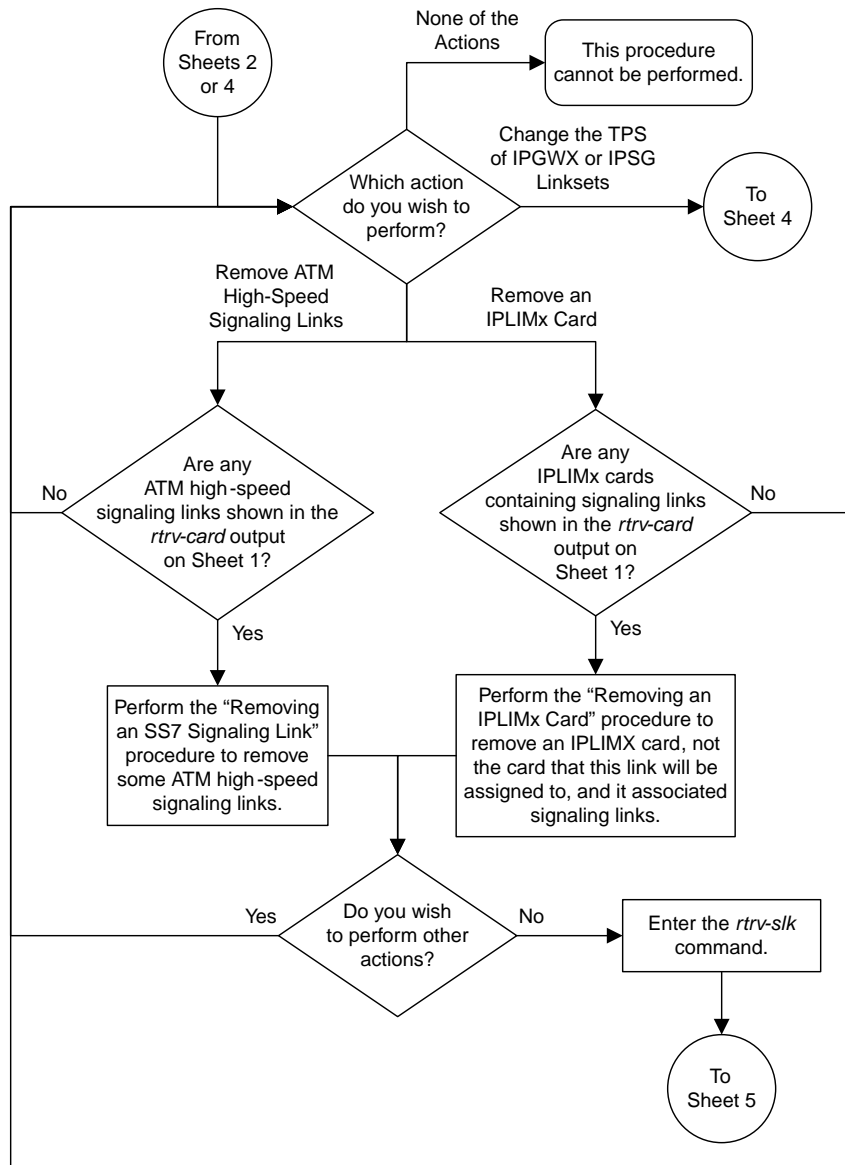 None of the
Actions
From
Sheets 2
or 4
This procedure
cannot be performed.
Change the TPS
of IPGWX or IPSG
Linksets
Which action
do you wish to
perform?
To
Sheet 4
Remove ATM
High-Speed
Signaling Links
Remove an
IPLIMx Card
No
Are any
ATM high-speed
signaling links shown in the
rtrv-card output
on Sheet 1?
Are any
IPLIMx cards
containing signaling links
shown in the rtrv-card
output on
Sheet 1?
No
Yes
Yes
Perform the “Removing
an SS7 Signaling Link”
procedure to remove
some ATM high-speed
signaling links.
Perform the “Removing an
IPLIMx Card” procedure to
remove an IPLIMX card, not
the card that this link will be
assigned to, and it associated
signaling links.
Yes
Do you wish
to perform other
actions?
No
Enter the rtrv-slk
command.
To
Sheet 5